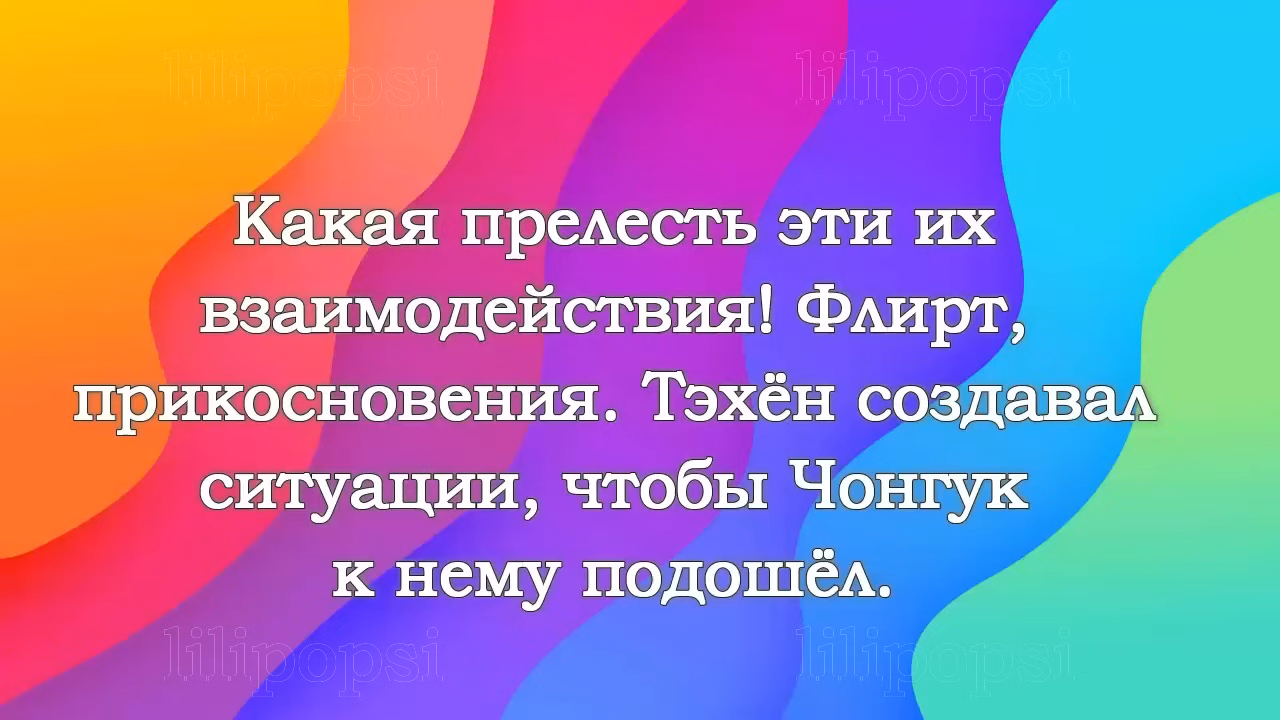 lilipopsi lilipopsi
Какая прелесть эти их
взаимодействия! Флирт,
прикосновения. Тэхён создавал
ситуации, чтобы Чонгук
к нему подошёл.
lilipopsi lilipopsi